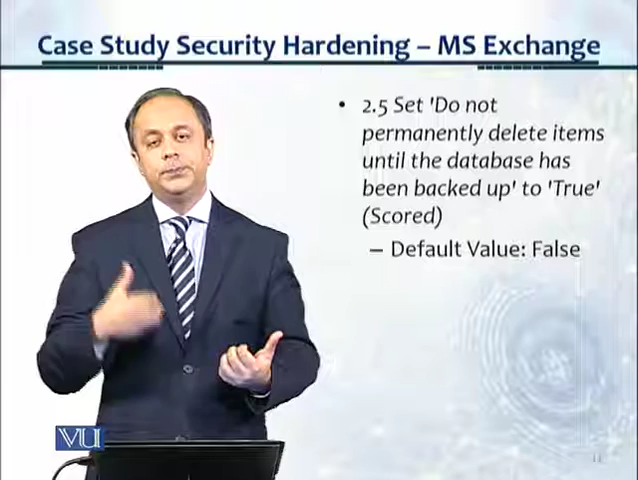 Case Study Security Hardening – MS Exchange
• 2.5 Set 'Do not
permanently delete items
until the database has
been backed up' to 'True'
(Scored)
– Default Value: False
VU
11